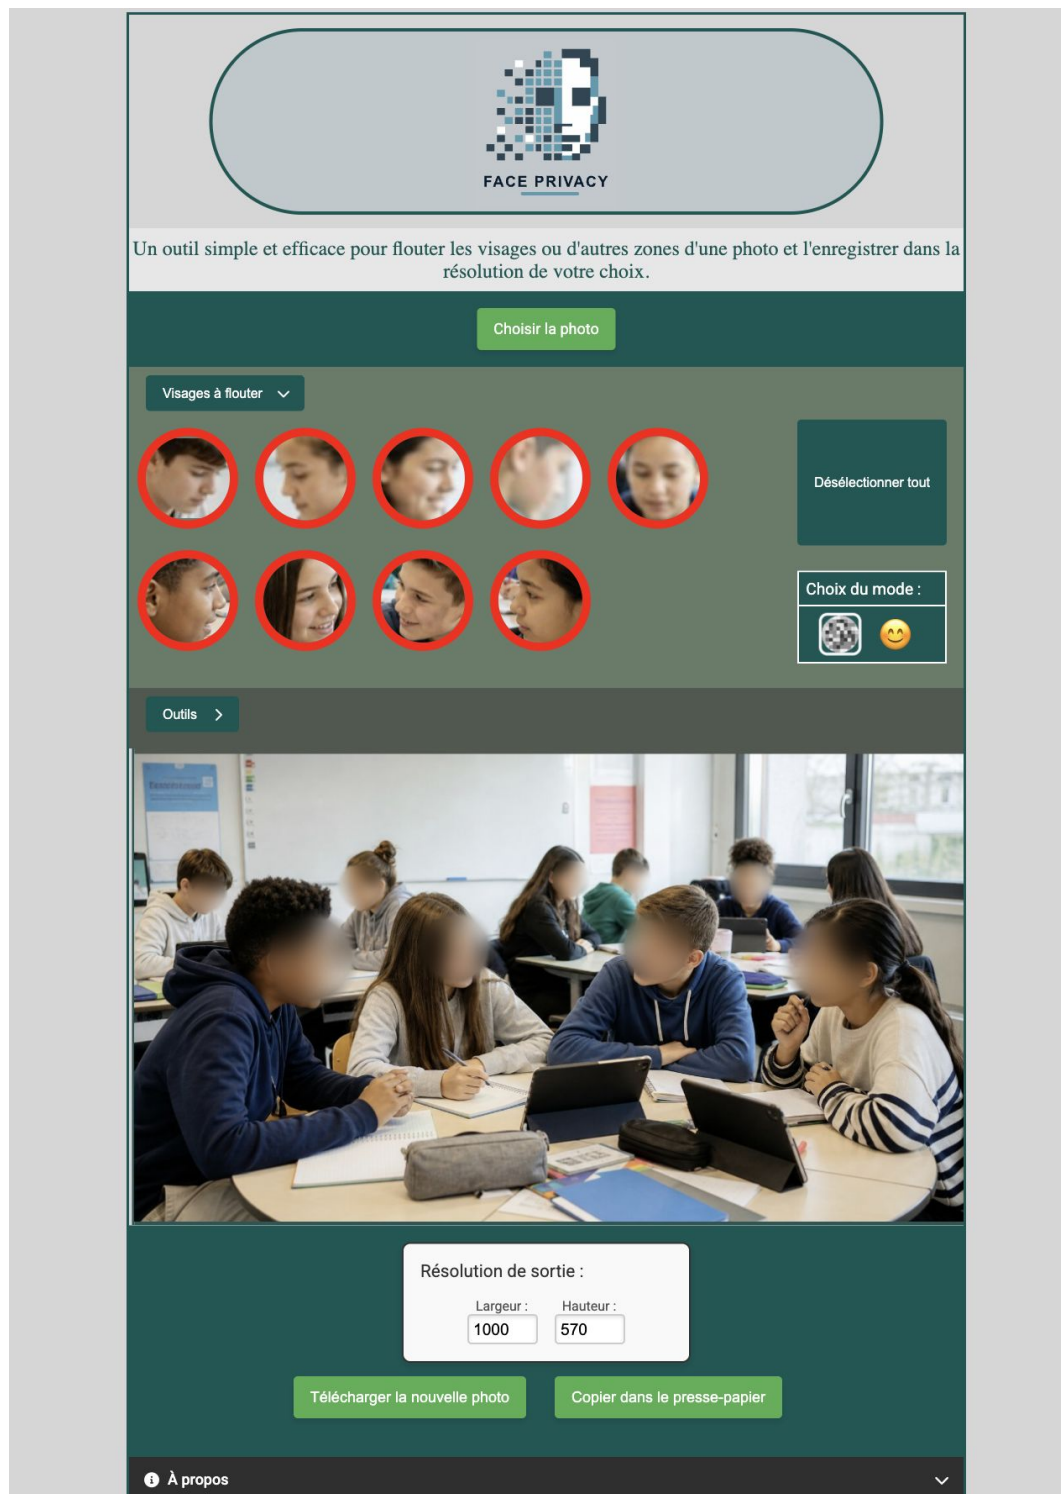 FACE PRIVACY
Un outil simple et efficace pour flouter les visages ou d'autres zones d'une photo et l'enregistrer dans la
résolution de votre choix.
Choisir la photo
Visages à flouter
Désélectionner tout
Choix du mode :
Outils
Résolution de sortie :
Largeur :
Hauteur :
1000
570
Télécharger la nouvelle photo
Copier dans le presse-papier
À propos